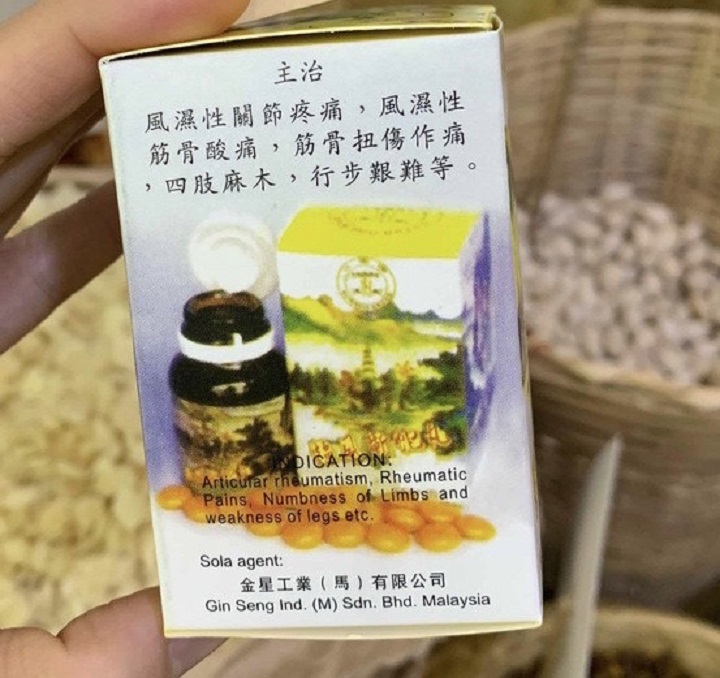 主治
風濕性關節疼痛，風濕性
筋骨酸痛，筋骨扭傷作痛
，四肢麻木，行步艱難等。
INDICATION:
Articular rheumatism, Rheumatic
Pains, Numbness of Limbs and
weakness of legs etc.
Sola agent:
金星工業（馬）有限公司
Gin Seng Ind. (M) Sdn. Bhd. Malaysia